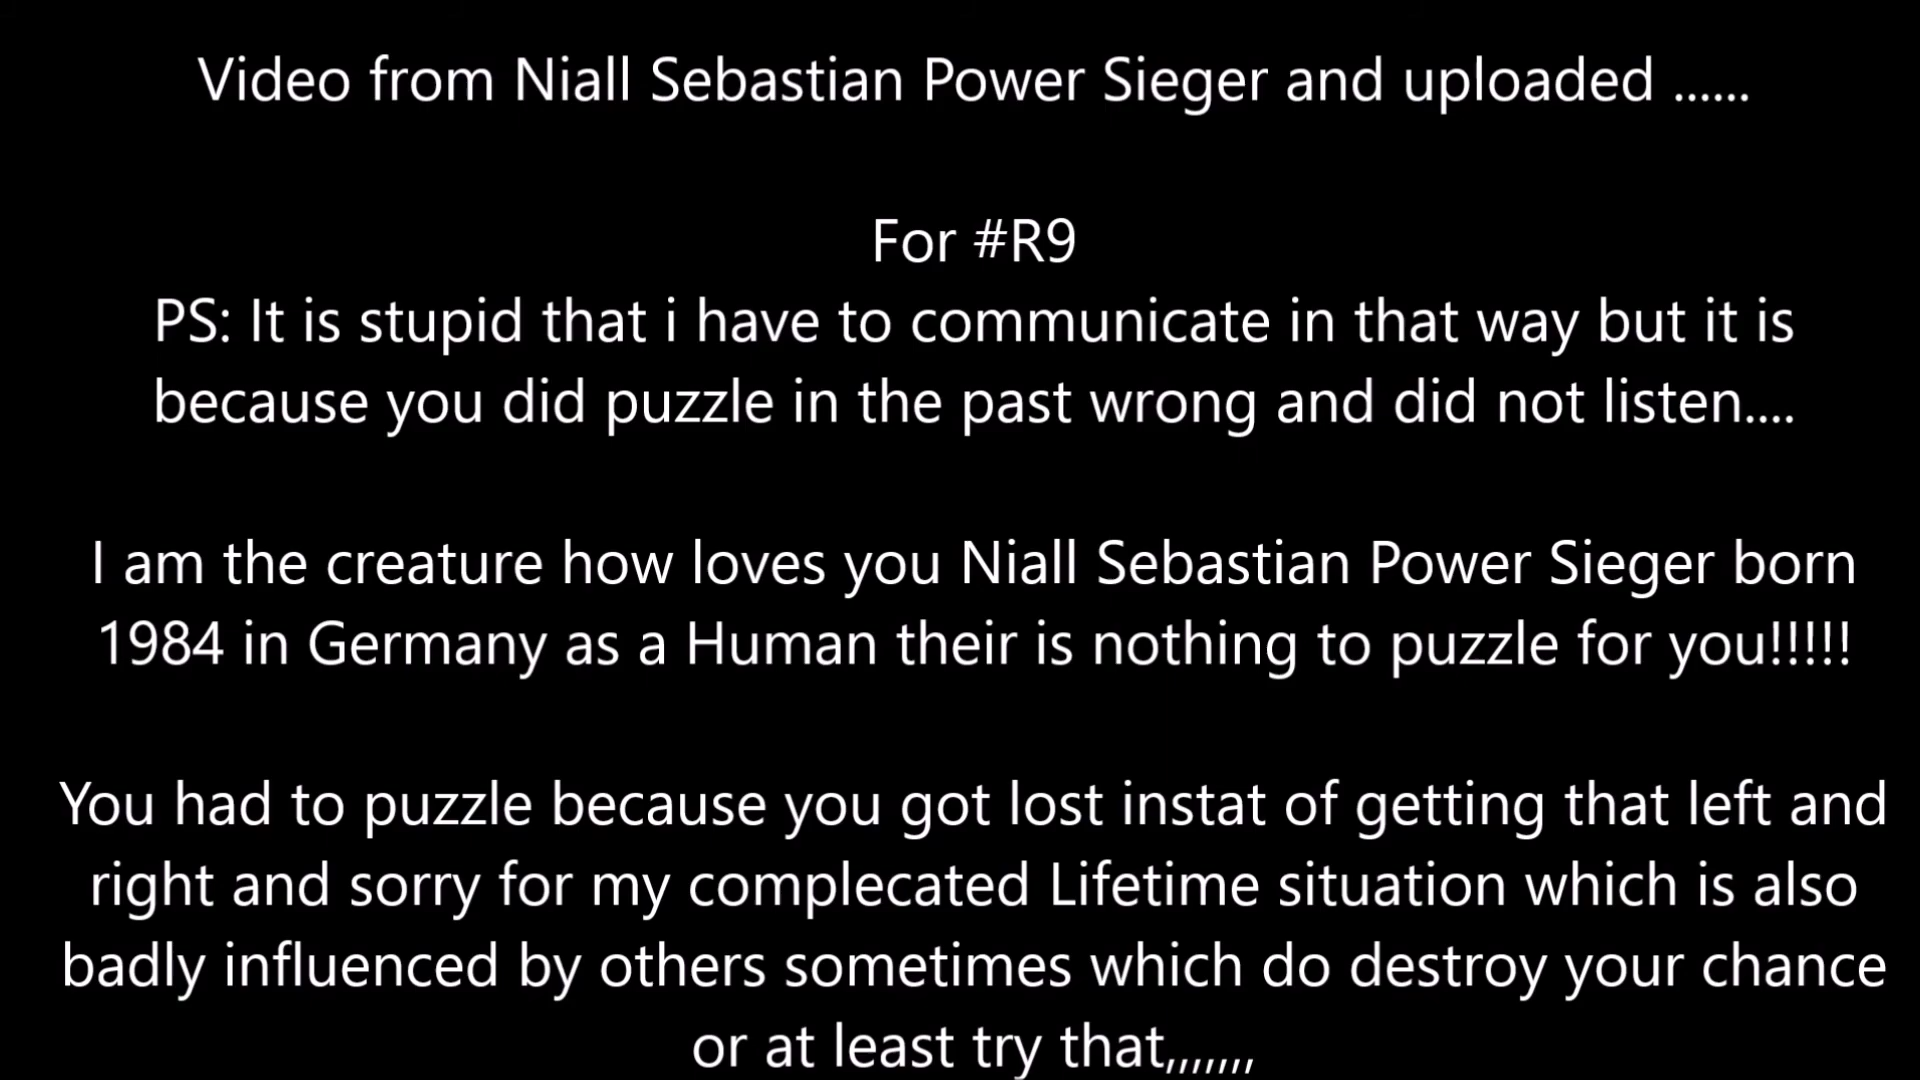 Video from Niall Sebastian Power Sieger and uploaded ......
For #R9
PS: It is stupid that i have to communicate in that way but it is
because you did puzzle in the past wrong and did not listen....
I am the creature how loves you Niall Sebastian Power Sieger born
1984 in Germany as a Human their is nothing to puzzle for you!!!!!
You had to puzzle because you got lost instat of getting that left and
right and sorry for my complecated Lifetime situation which is also
badly influenced by others sometimes which do destroy your chance
or at least try that,,,,,,,